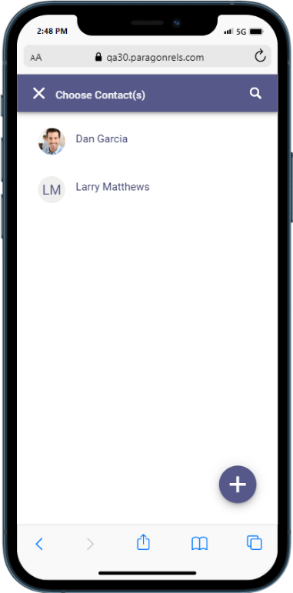 2:48 PM 5G
AA qa30.paragonrels.com
Choose Contact(s)
Dan Garcia
LM Larry Matthews